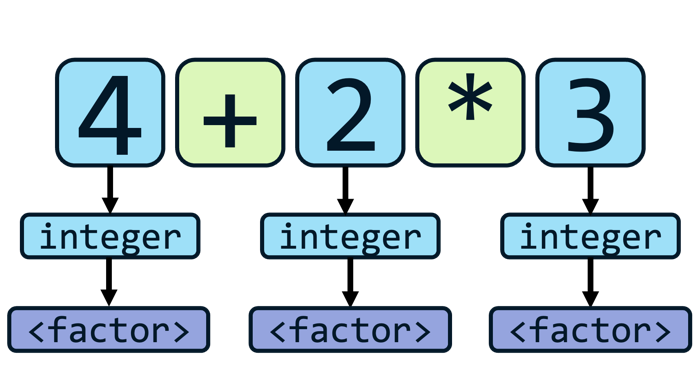 4 + 2 * 3
integer integer integer
<factor> <factor> <factor>